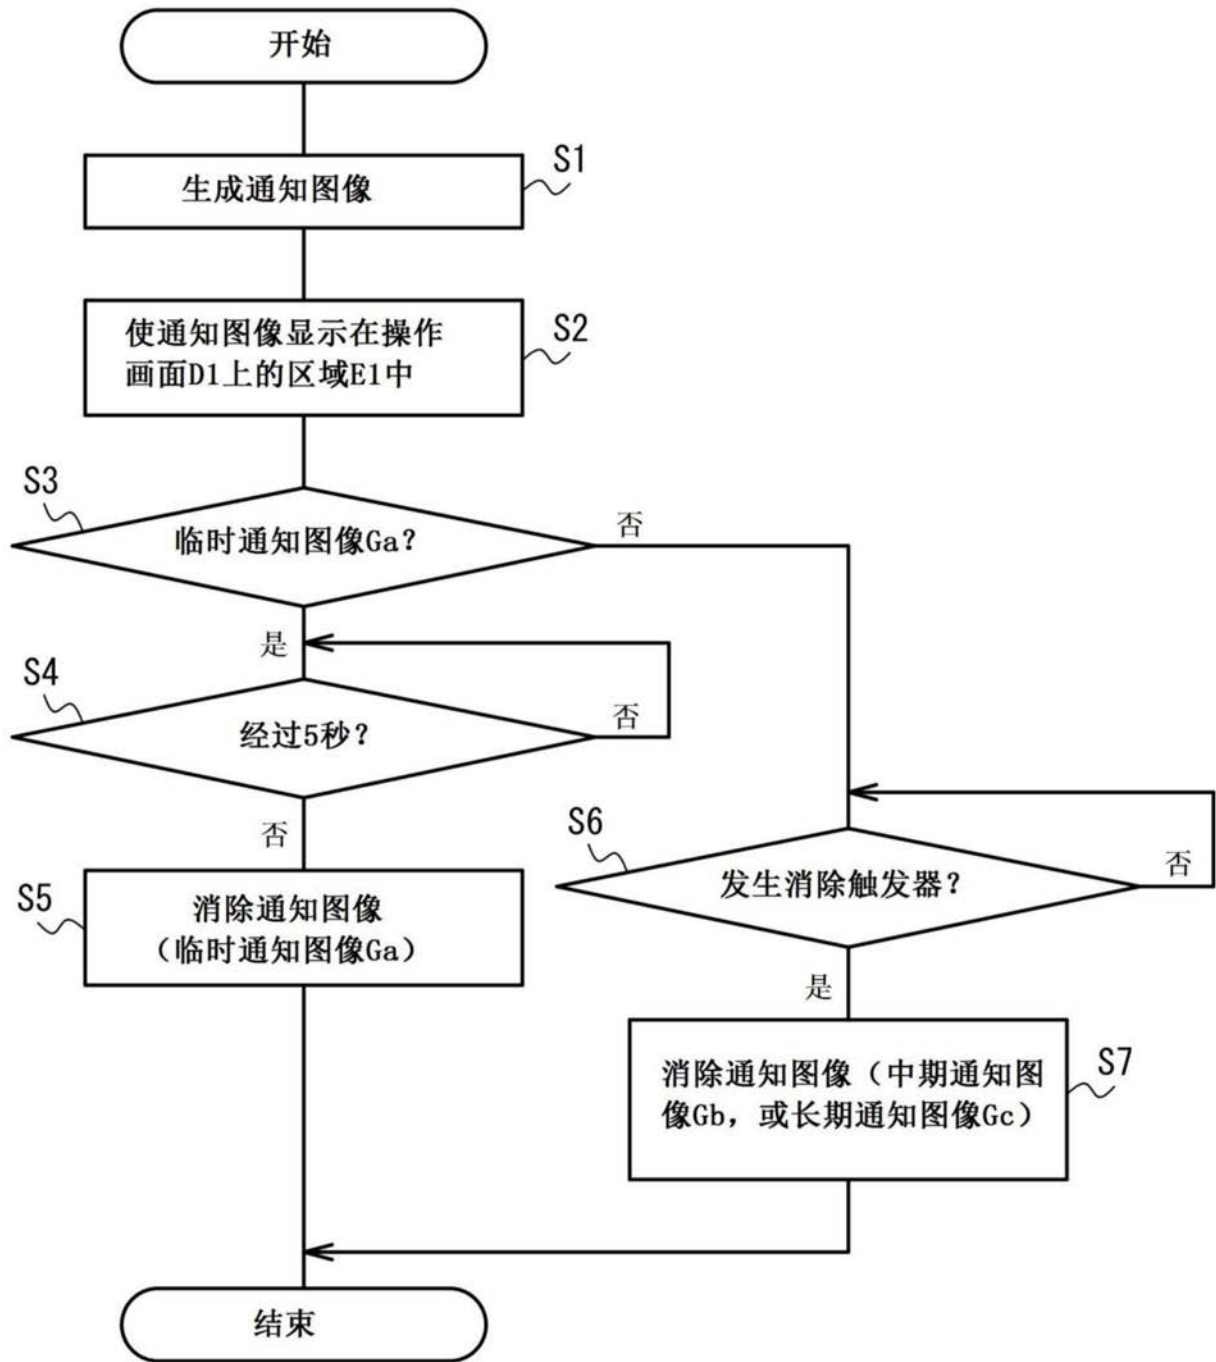 开始
生成通知图像
S1
使通知图像显示在操作
画面D1上的区域E1中
S2
S3
临时通知图像Ga？
否
是
S4
经过5秒？
否
否
S5
消除通知图像
（临时通知图像Ga）
S6
发生消除触发器？
否
是
消除通知图像（中期通知图
像Gb，或长期通知图像Gc）
S7
结束